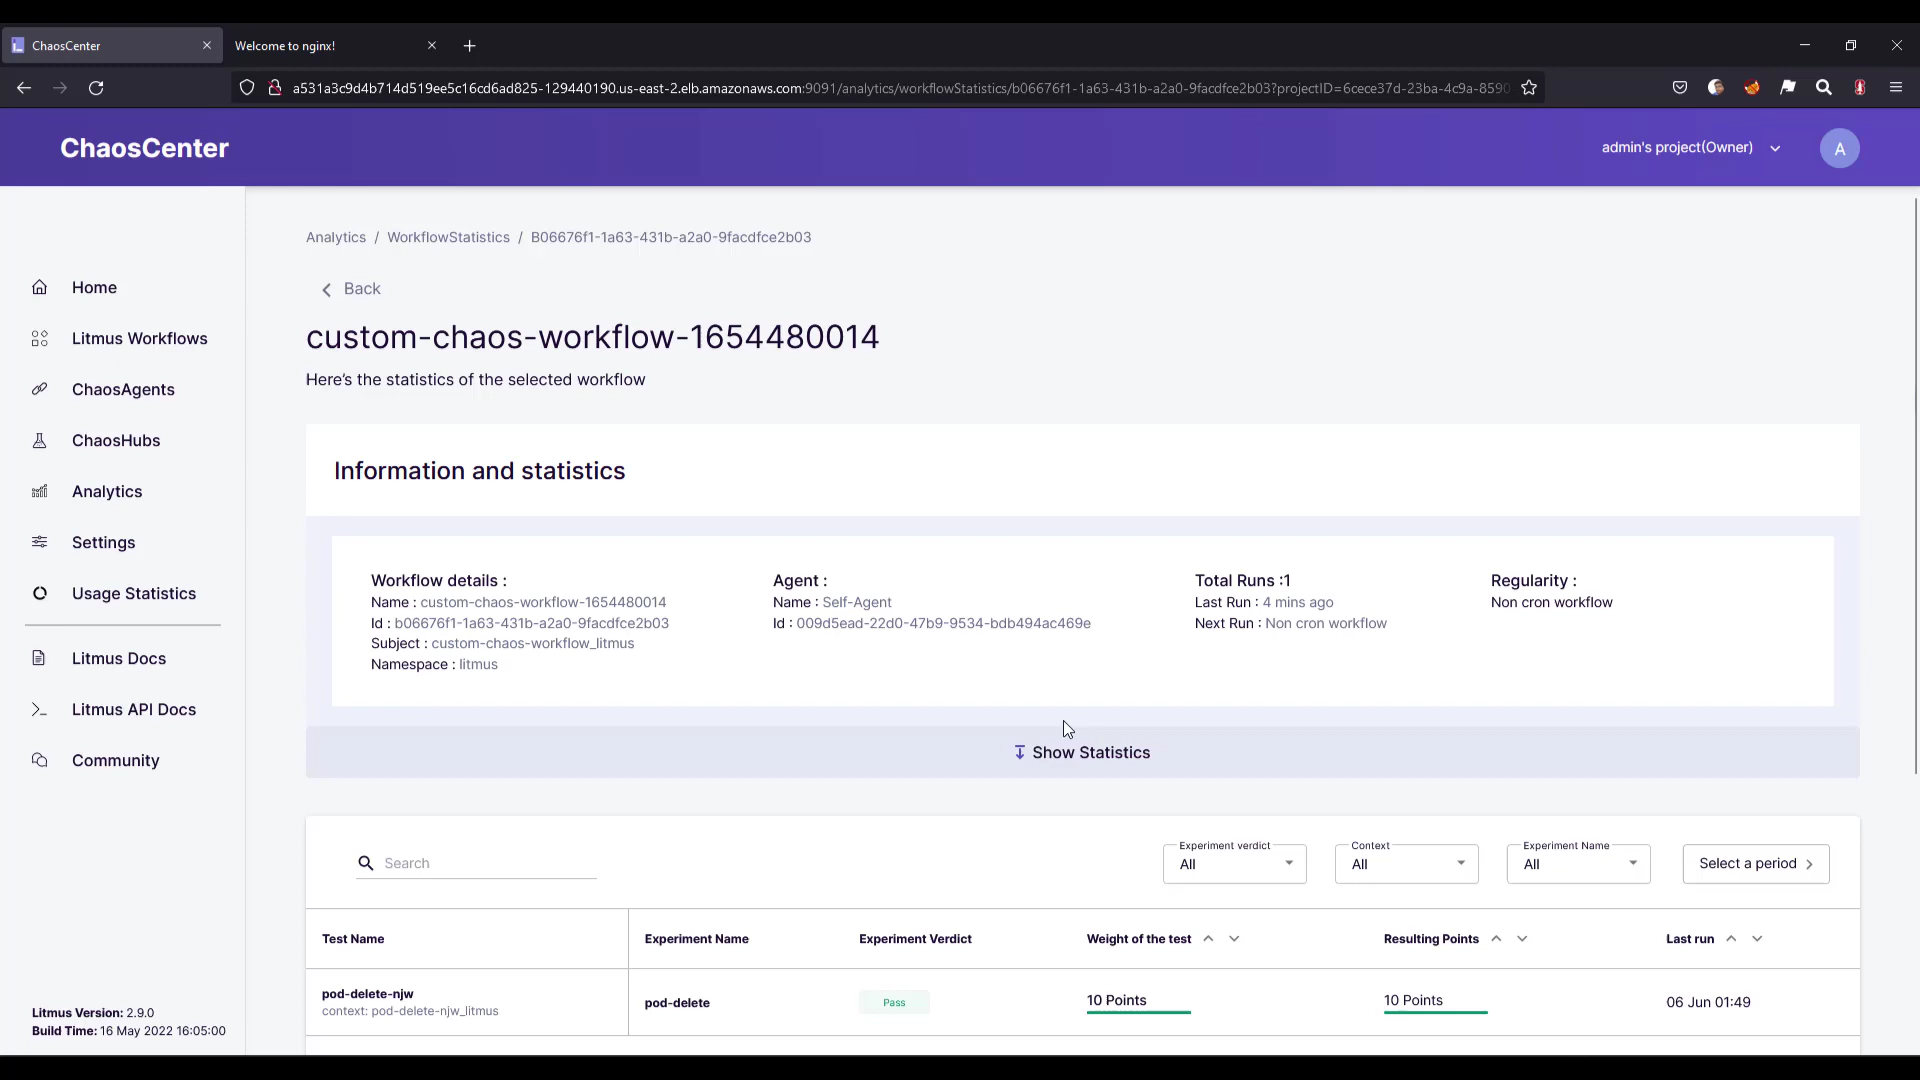 ChaosCenter
Welcome to nginx!
a531a3c9d4b714d519ee5c16cd6ad825-129440190.us-east-2.elb.amazonaws.com:9091/analytics/workflowStatistics/b06676f1-1a63-431b-a2a0-9facdfce2b03?projectID=6cece37d-23ba-4c9a-8590
ChaosCenter
admin's project(Owner)
A
Analytics / WorkflowStatistics / B06676f1-1a63-431b-a2a0-9facdfce2b03
Back
custom-chaos-workflow-1654480014
Here's the statistics of the selected workflow
Home
Litmus Workflows
ChaosAgents
ChaosHubs
Analytics
Settings
Usage Statistics
Litmus Docs
Litmus API Docs
Community
Litmus Version: 2.9.0
Build Time: 16 May 2022 16:05:00
Information and statistics
Workflow details :
Name : custom-chaos-workflow-1654480014
Id : b06676f1-1a63-431b-a2a0-9facdfce2b03
Subject : custom-chaos-workflow_litmus
Namespace : litmus
Agent :
Name : Self-Agent
Id : 009d5ead-22d0-47b9-9534-bdb494ac469e
Total Runs :1
Last Run : 4 mins ago
Next Run : Non cron workflow
Regularity :
Non cron workflow
Show Statistics
Search
Experiment verdict
All
Context
All
Experiment Name
All
Select a period
Test Name Experiment Name Experiment Verdict Weight of the test Resulting Points Last run
pod-delete-njw
context: pod-delete-njw_litmus
pod-delete Pass 10 Points 10 Points 06 Jun 01:49